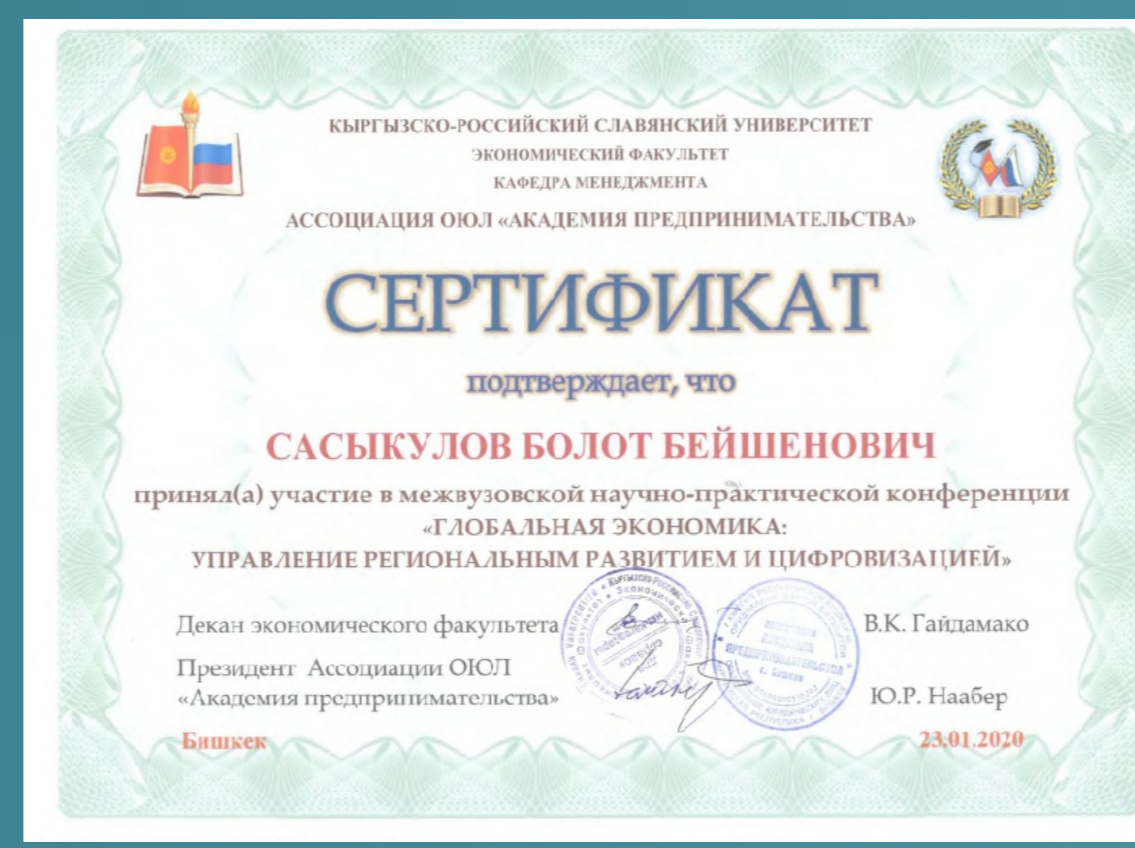 КЫРГЫЗСКО-РОССИЙСКИЙ СЛАВЯНСКИЙ УНИВЕРСИТЕТ
ЭКОНОМИЧЕСКИЙ ФАКУЛЬТЕТ
КАФЕДРА МЕНЕДЖМЕНТА
АССОЦИАЦИЯ ОЮЛ «АКАДЕМИЯ ПРЕДПРИНИМАТЕЛЬСТВА»
СЕРТИФИКАТ
подтверждает, что
САСЫКУЛОВ БОЛОТ БЕЙШЕНОВИЧ
принял(а) участие в межвузовской научно-практической конференции
«ГЛОБАЛЬНАЯ ЭКОНОМИКА:
УПРАВЛЕНИЕ РЕГИОНАЛЬНЫМ РАЗВИТИЕМ И ЦИФРОВИЗАЦИЕЙ»
Декан экономического факультета
В.К. Гайдамако
Президент Ассоциации ОЮЛ
«Академия предпринимательства»
Ю.Р. Наабер
Бишкек
23.01.2020